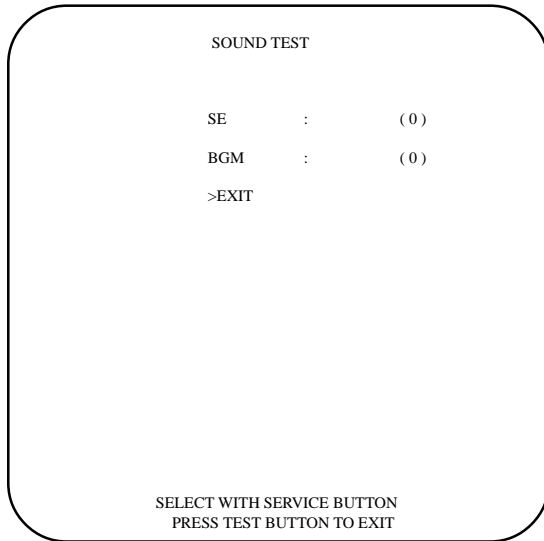 SOUND TEST
SE : ( 0 )
BGM : ( 0 )
>EXIT
SELECT WITH SERVICE BUTTON
PRESS TEST BUTTON TO EXIT